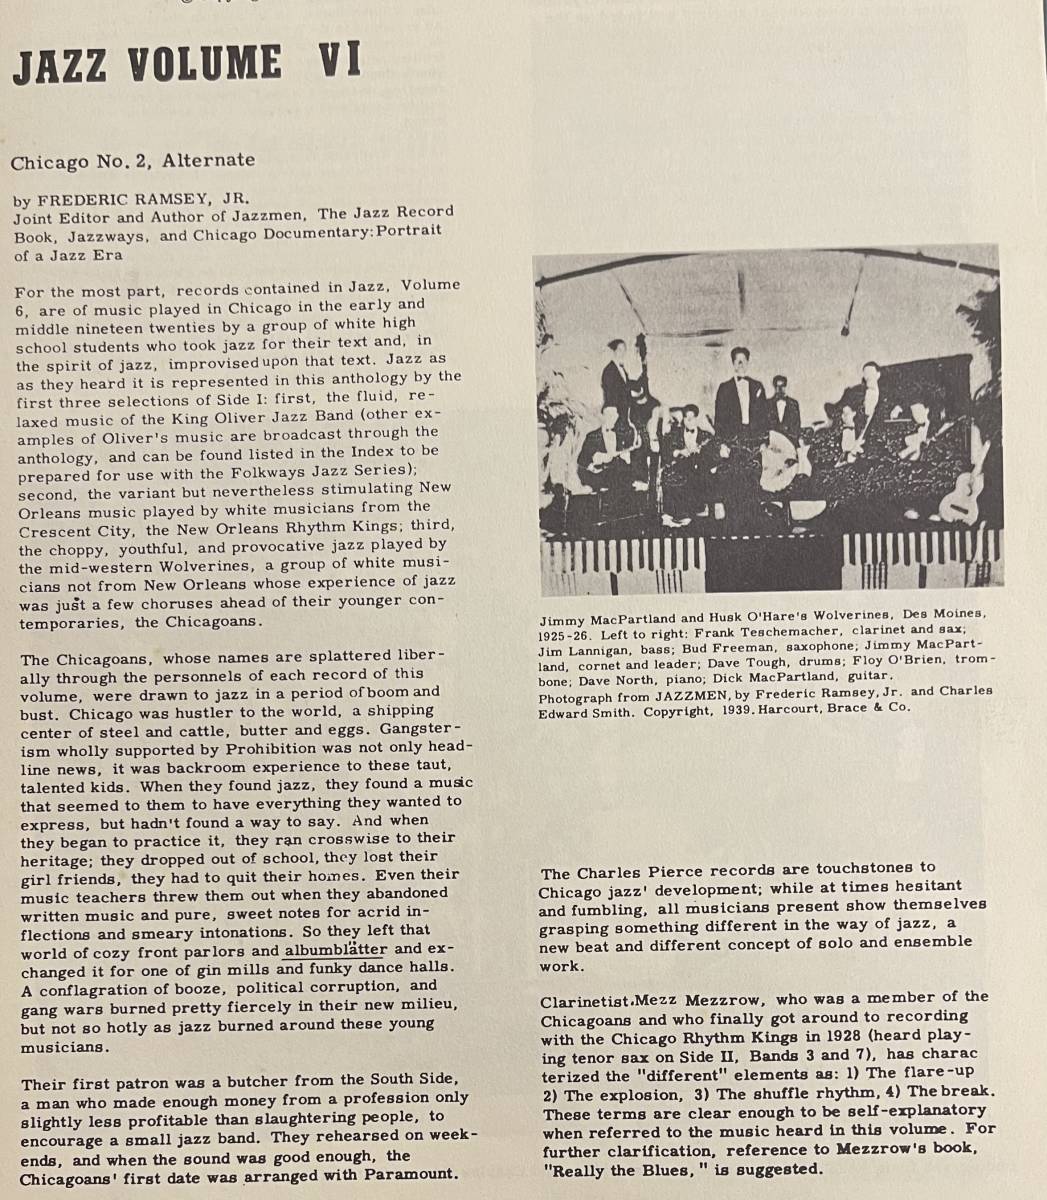 JAZZ VOLUME VI
Chicago No. 2, Alternate
by FREDERIC RAMSEY, JR.
Joint Editor and Author of Jazzmen, The Jazz Record
Book, Jazzways, and Chicago Documentary: Portrait
of a Jazz Era
For the most part, records contained in Jazz, Volume
6, are of music played in Chicago in the early and
middle nineteen twenties by a group of white high
school students who took jazz for their text and, in
the spirit of jazz, improvised upon that text. Jazz as
as they heard it is represented in this anthology by the
first three selections of Side I: first, the fluid, re-
laxed music of the King Oliver Jazz Band (other ex-
amples of Oliver's music are broadcast through the
anthology, and can be found listed in the Index to be
prepared for use with the Folkways Jazz Series);
second, the variant but nevertheless stimulating New
Orleans music played by white musicians from the
Crescent City, the New Orleans Rhythm Kings; third,
the choppy, youthful, and provocative jazz played by
the mid-western Wolverines, a group of white musi-
cians not from New Orleans whose experience of jazz
was just a few choruses ahead of their younger con-
temporaries, the Chicagoans.
The Chicagoans, whose names are splattered liber-
ally through the personnels of each record of this
volume, were drawn to jazz in a period of boom and
bust. Chicago was hustler to the world, a shipping
center of steel and cattle, butter and eggs. Gangster-
ism wholly supported by Prohibition was not only head-
line news, it was backroom experience to these taut,
talented kids. When they found jazz, they found a music
that seemed to them to have everything they wanted to
express, but hadn't found a way to say. And when
they began to practice it, they ran crosswise to their
heritage; they dropped out of school, they lost their
girl friends, they had to quit their homes. Even their
music teachers threw them out when they abandoned
written music and pure, sweet notes for acrid in-
flections and smeary intonations. So they left that
world of cozy front parlors and albumblätter and ex-
changed it for one of gin mills and funky dance halls.
A conflagration of booze, political corruption, and
gang wars burned pretty fiercely in their new milieu,
but not so hotly as jazz burned around these young
musicians.
Their first patron was a butcher from the South Side,
a man who made enough money from a profession only
slightly less profitable than slaughtering people, to
encourage a small jazz band. They rehearsed on week-
ends, and when the sound was good enough, the
Chicagoans' first date was arranged with Paramount.
Jimmy MacPartland and Husk O'Hare's Wolverines, Des Moines,
1925-26. Left to right: Frank Teschemacher, clarinet and sax;
Jim Lannigan, bass; Bud Freeman, saxophone; Jimmy MacPart-
land, cornet and leader; Dave Tough, drums; Floy O'Brien, trom-
bone; Dave North, piano; Dick MacPartland, guitar.
Photograph from JAZZMEN, by Frederic Ramsey, Jr. and Charles
Edward Smith. Copyright, 1939. Harcourt, Brace & Co.
The Charles Pierce records are touchstones to
Chicago jazz' development; while at times hesitant
and fumbling, all musicians present show themselves
grasping something different in the way of jazz, a
new beat and different concept of solo and ensemble
work.
Clarinetist.Mezz Mezzrow, who was a member of the
Chicagoans and who finally got around to recording
with the Chicago Rhythm Kings in 1928 (heard play-
ing tenor sax on Side II, Bands 3 and 7), has charac
terized the "different" elements as: 1) The flare-up
2) The explosion, 3) The shuffle rhythm, 4) The break.
These terms are clear enough to be self-explanatory
when referred to the music heard in this volume. For
further clarification, reference to Mezzrow's book,
"Really the Blues, " is suggested.